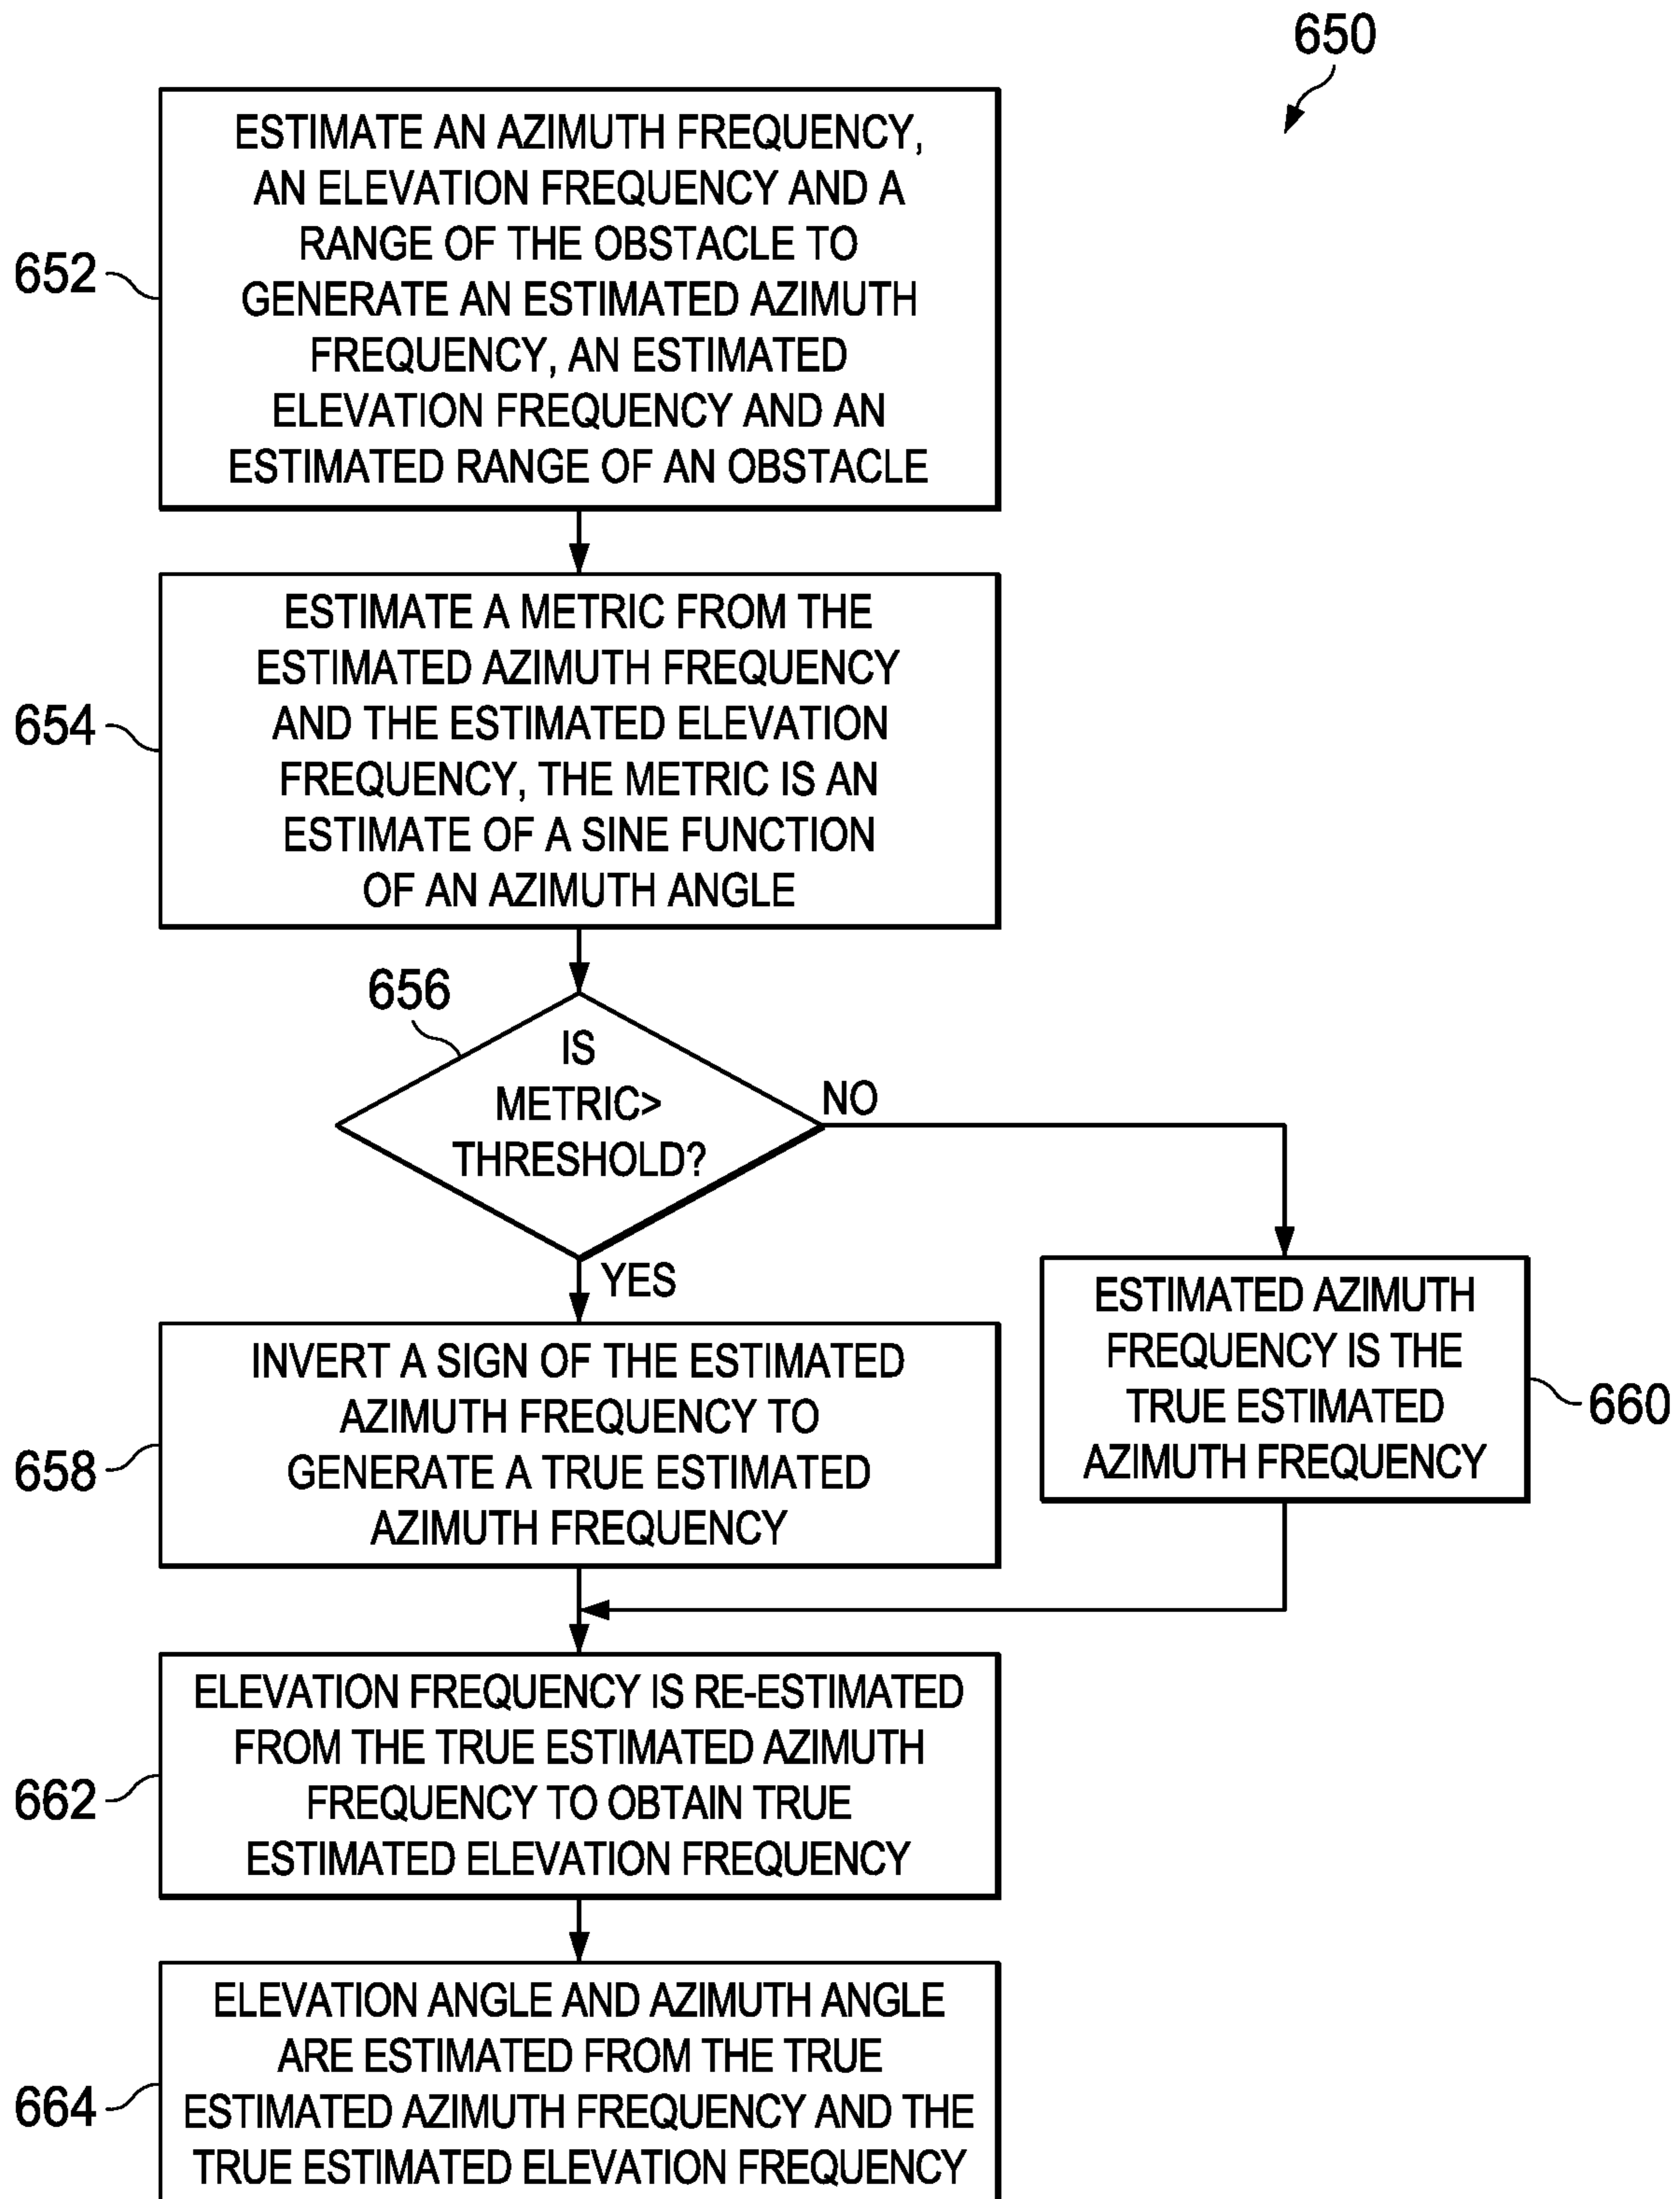 650
652
ESTIMATE AN AZIMUTH FREQUENCY,
AN ELEVATION FREQUENCY AND A
RANGE OF THE OBSTACLE TO
GENERATE AN ESTIMATED AZIMUTH
FREQUENCY, AN ESTIMATED
ELEVATION FREQUENCY AND AN
ESTIMATED RANGE OF AN OBSTACLE
654
ESTIMATE A METRIC FROM THE
ESTIMATED AZIMUTH FREQUENCY
AND THE ESTIMATED ELEVATION
FREQUENCY, THE METRIC IS AN
ESTIMATE OF A SINE FUNCTION
OF AN AZIMUTH ANGLE
656
IS
METRIC>
THRESHOLD?
NO
YES
658
INVERT A SIGN OF THE ESTIMATED
AZIMUTH FREQUENCY TO
GENERATE A TRUE ESTIMATED
AZIMUTH FREQUENCY
ESTIMATED AZIMUTH
FREQUENCY IS THE
TRUE ESTIMATED
AZIMUTH FREQUENCY
660
662
ELEVATION FREQUENCY IS RE-ESTIMATED
FROM THE TRUE ESTIMATED AZIMUTH
FREQUENCY TO OBTAIN TRUE
ESTIMATED ELEVATION FREQUENCY
664
ELEVATION ANGLE AND AZIMUTH ANGLE
ARE ESTIMATED FROM THE TRUE
ESTIMATED AZIMUTH FREQUENCY AND THE
TRUE ESTIMATED ELEVATION FREQUENCY